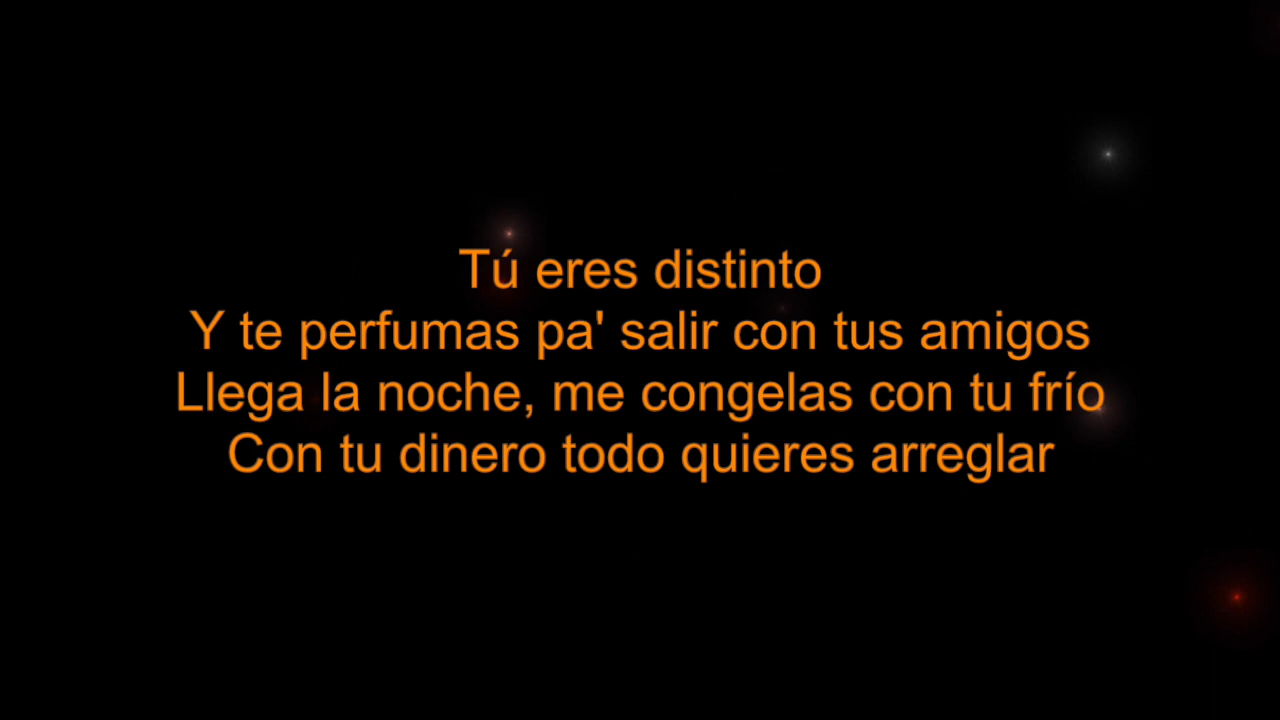 Tú eres distinto
Y te perfumas pa' salir con tus amigos
Llega la noche, me congelas con tu frío
Con tu dinero todo quieres arreglar